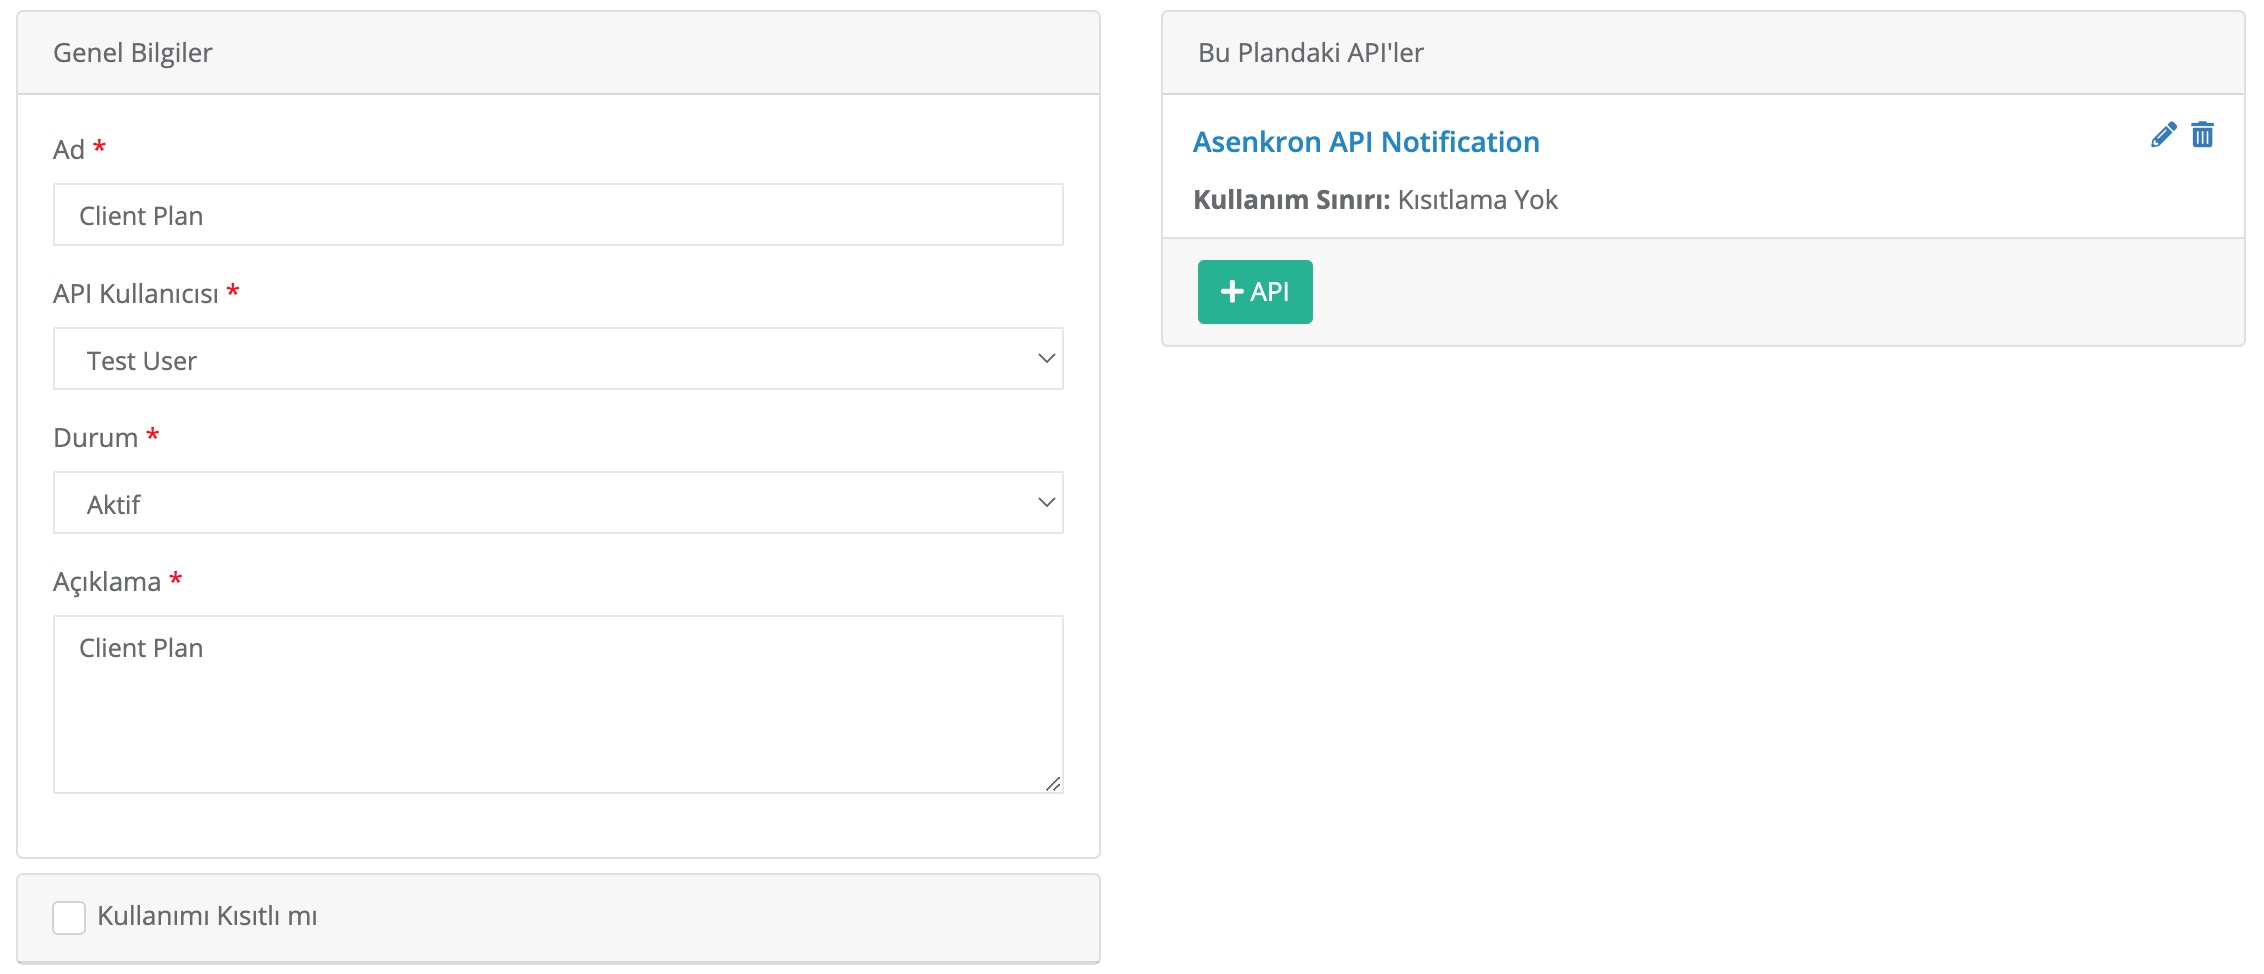 Genel Bilgiler
Ad *
Client Plan
API Kullanıcısı *
Test User
Durum *
Aktif
Açıklama *
Client Plan
Kullanımı Kısıtlı mı
Bu Plandaki API'ler
Asenkron API Notification
Kullanım Sınırı: Kısıtlama Yok
+ API